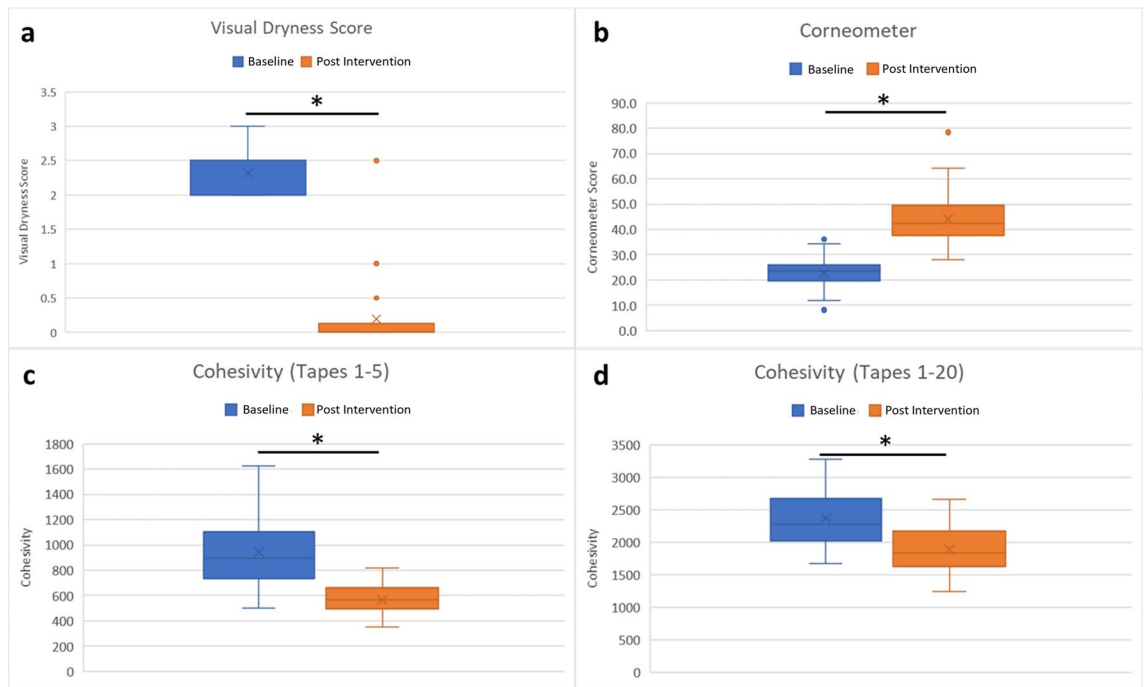 a
Visual Dryness Score
Baseline Post Intervention
*
3.5
3
2.5
2
1.5
1
0.5
0
Visual Dryness Score
b
Corneometer
Baseline Post Intervention
*
90.0
80.0
70.0
60.0
50.0
40.0
30.0
20.0
10.0
0.0
Corneometer Score
c
Cohesivity (Tapes 1-5)
Baseline Post Intervention
*
1800
1600
1400
1200
1000
800
600
400
200
0
Cohesivity
d
Cohesivity (Tapes 1-20)
Baseline Post Intervention
*
3500
3000
2500
2000
1500
1000
500
0
Cohesivity